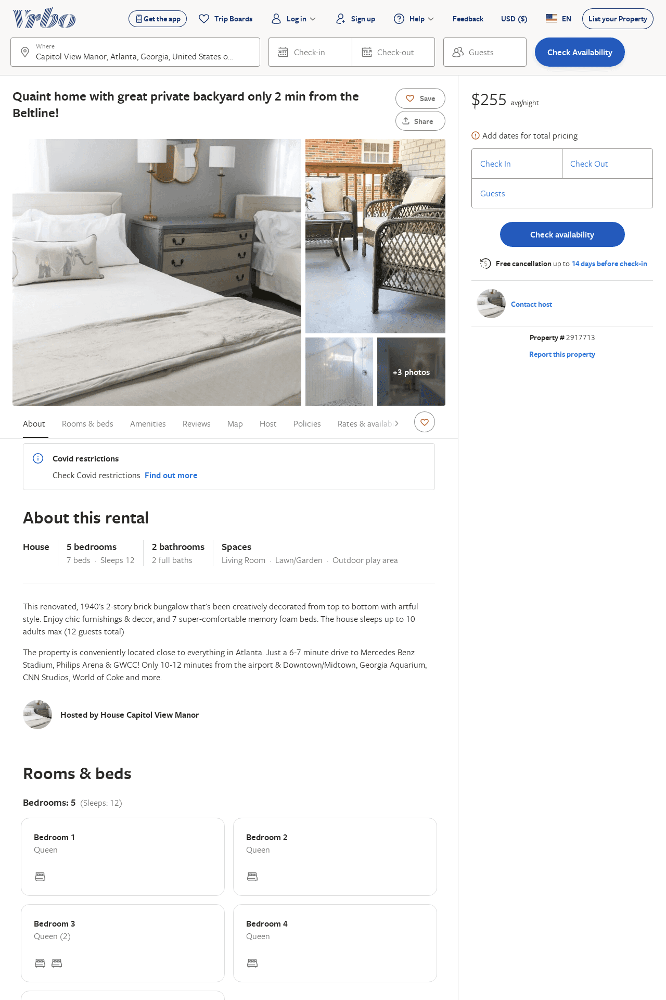 Vrbo
Get the app
Trip Boards
Log in
Sign up
Help
Feedback
USD ($)
EN
List your Property
Where
Capitol View Manor, Atlanta, Georgia, United States o...
Check-in
Check-out
Guests
Check Availability
Quaint home with great private backyard only 2 min from the
Beltline!
Save
Share
+3 photos
$255 avg/night
Add dates for total pricing
Check In
Check Out
Guests
Check availability
Free cancellation up to 14 days before check-in
Contact host
Property # 2917713
Report this property
About
Rooms & beds
Amenities
Reviews
Map
Host
Policies
Rates & availab
Covid restrictions
Check Covid restrictions Find out more
About this rental
House
5 bedrooms
7 beds · Sleeps 12
2 bathrooms
2 full baths
Spaces
Living Room · Lawn/Garden · Outdoor play area
This renovated, 1940's 2-story brick bungalow that's been creatively decorated from top to bottom with artful
style. Enjoy chic furnishings & decor, and 7 super-comfortable memory foam beds. The house sleeps up to 10
adults max (12 guests total)
The property is conveniently located close to everything in Atlanta. Just a 6-7 minute drive to Mercedes Benz
Stadium, Philips Arena & GWCC! Only 10-12 minutes from the airport & Downtown/Midtown, Georgia Aquarium,
CNN Studios, World of Coke and more.
Hosted by House Capitol View Manor
Rooms & beds
Bedrooms: 5 (Sleeps: 12)
Bedroom 1
Queen
Bedroom 2
Queen
Bedroom 3
Queen (2)
Bedroom 4
Queen